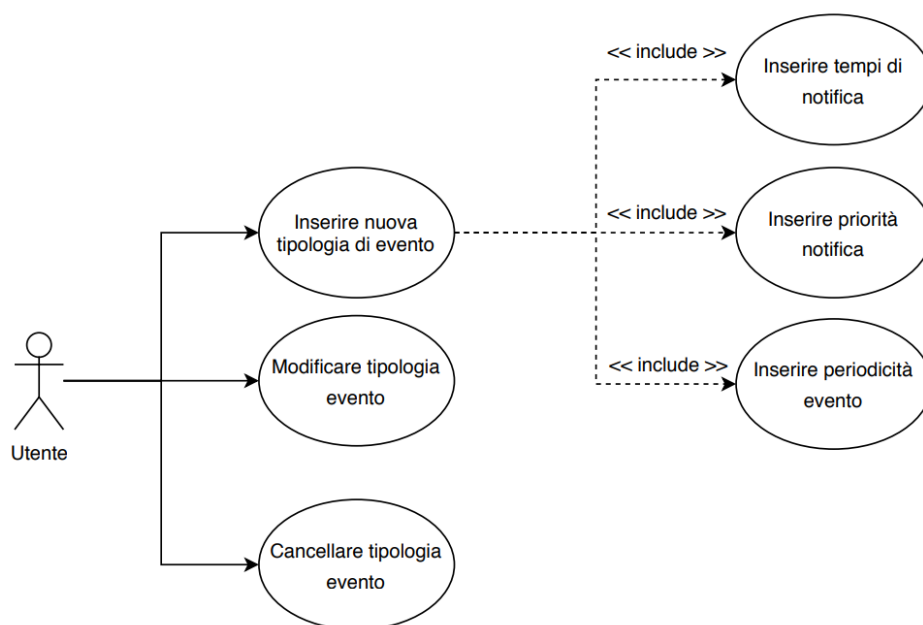 << include >>
Inserire tempi di
notifica
Inserire nuova
tipologia di evento
<< include >>
Inserire priorità
notifica
Modificare tipologia
evento
<< include >>
Inserire periodicità
evento
Utente
Cancellare tipologia
evento